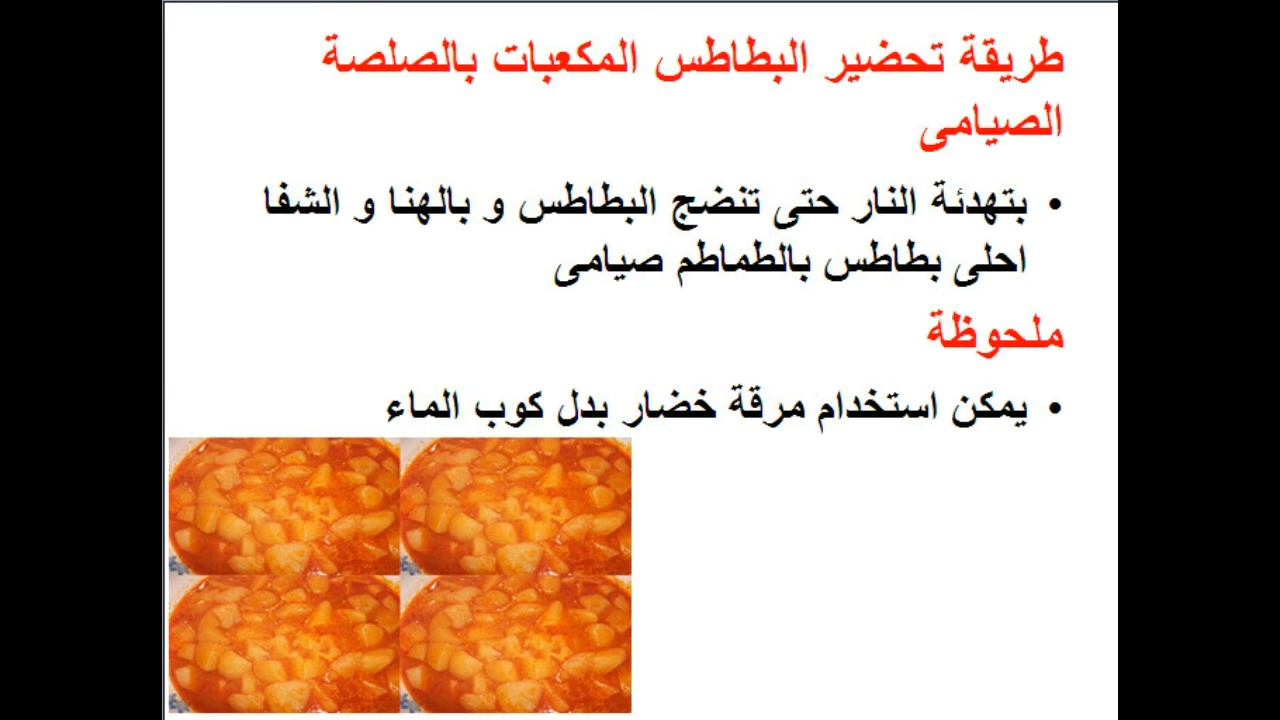 طريقة تحضير البطاطس المكعبات بالصلصة
الصيامى
• بتهدئة النار حتى تنضج البطاطس و بالهنا و الشفا
احلى بطاطس بالطماطم صيامى
ملحوظة
• يمكن استخدام مرقة خضار بدل كوب الماء